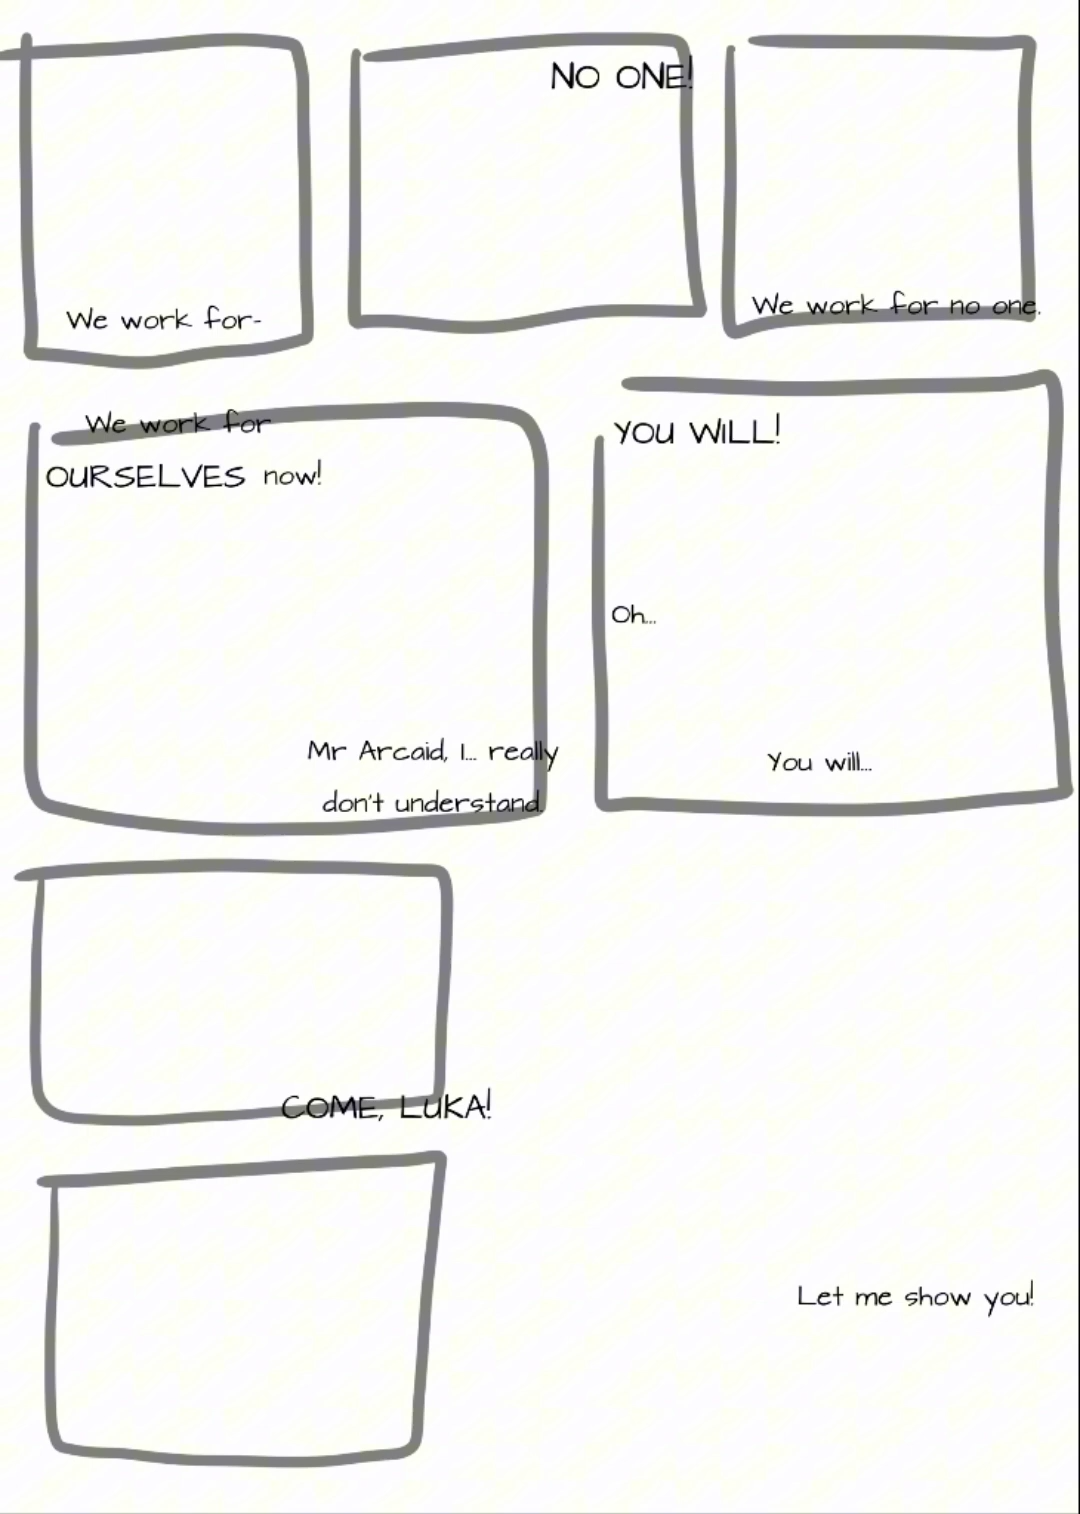 We work for-
NO ONE!
We work for no one.
We work for
OURSELVES now!
Mr Arcaid, I... really
don't understand.
YOU WiLL!
Oh...
You will...
COME, LUKA!
Let me show you!